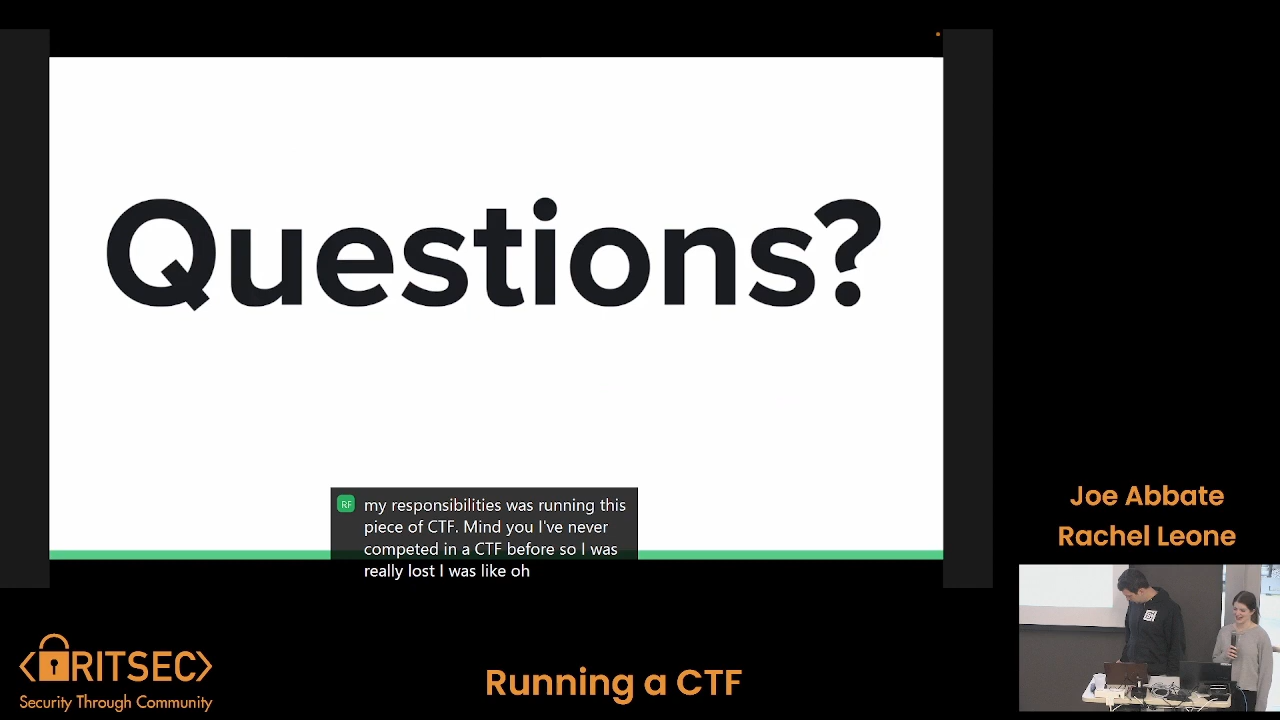 Questions?
RF
my responsibilities was running this
piece of CTF. Mind you I've never
competed in a CTF before so I was
really lost I was like oh
Joe Abbate
Rachel Leone
RITSEC
Security Through Community
Running a CTF